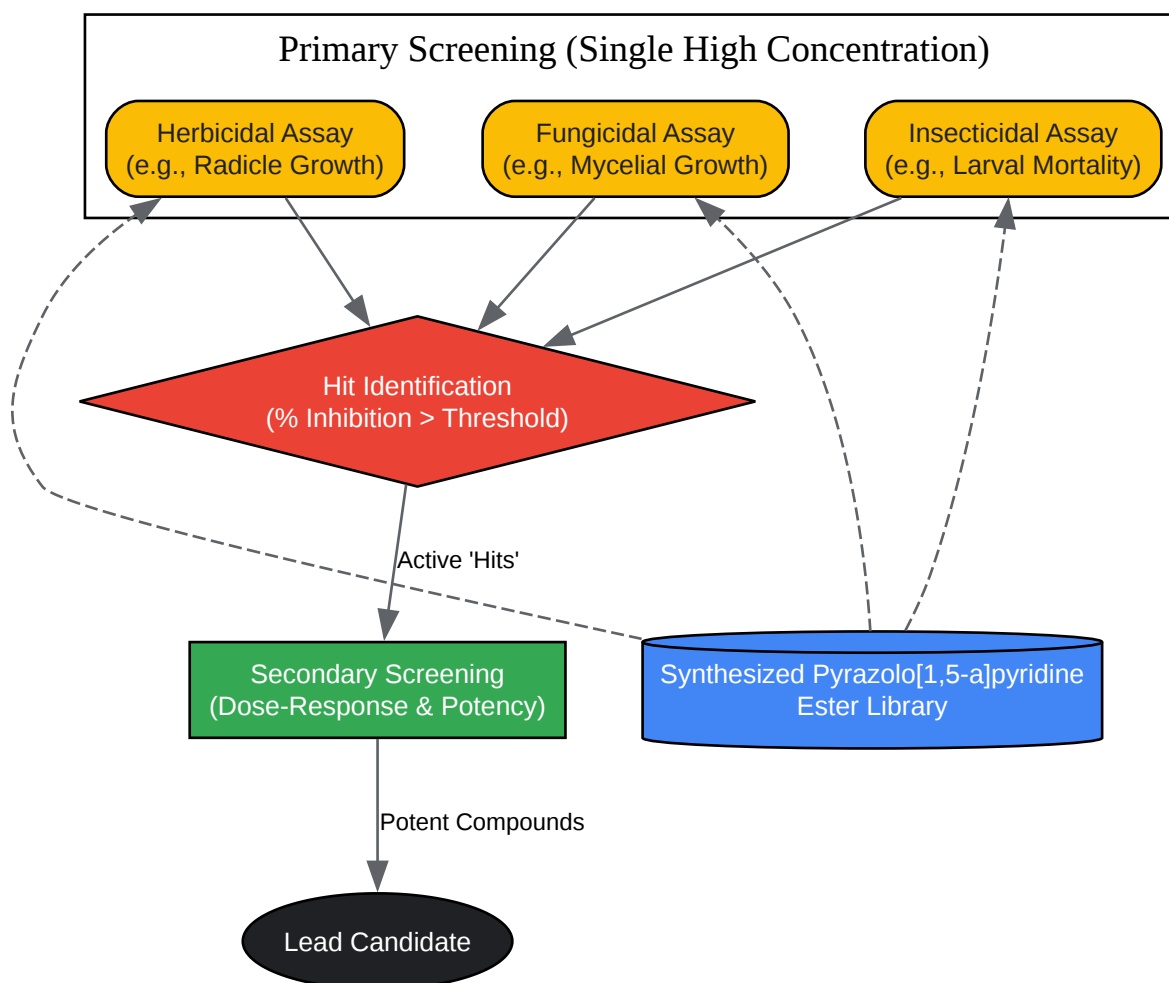 Primary Screening (Single High Concentration)
Herbicidal Assay
(e.g., Radicle Growth)
Fungicidal Assay
(e.g., Mycelial Growth)
Insecticidal Assay
(e.g., Larval Mortality)
Hit Identification
(% Inhibition > Threshold)
Active 'Hits'
Secondary Screening
(Dose-Response & Potency)
Synthesized Pyrazolo[1,5-a]pyridine
Ester Library
Potent Compounds
Lead Candidate